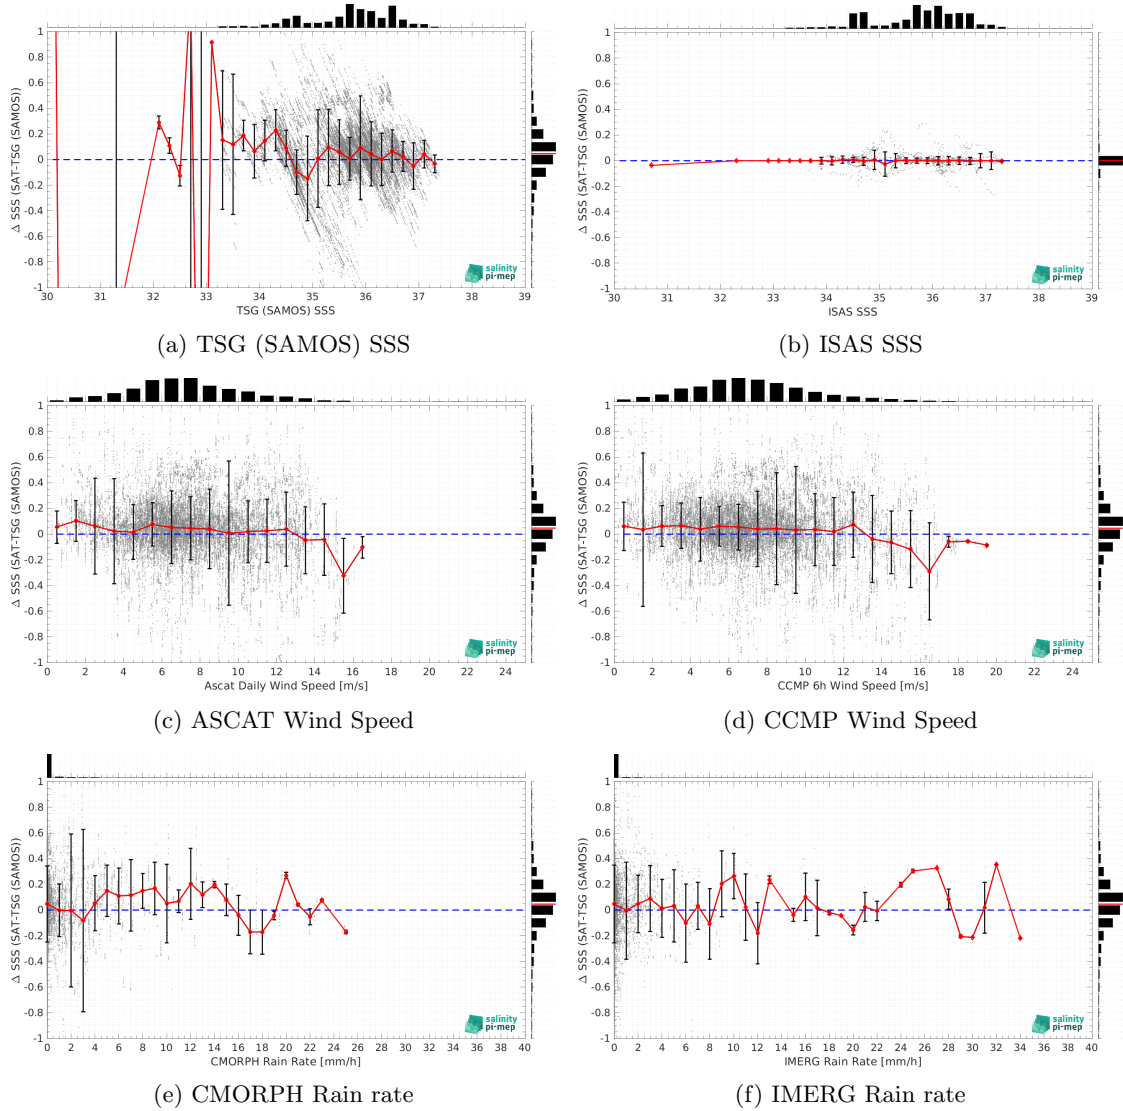 1
0.8
0.6
0.4
0.2
0
-0.2
-0.4
-0.6
-0.8
-1
Δ SSS (SAT-TSG (SAMOS))
salinity
pi-mep
30 31 32 33 34 35 36 37 38 39
TSG (SAMOS) SSS
(a) TSG (SAMOS) SSS
1
0.8
0.6
0.4
0.2
0
-0.2
-0.4
-0.6
-0.8
-1
Δ SSS (SAT-TSG (SAMOS))
salinity
pi-mep
30 31 32 33 34 35 36 37 38 39
ISAS SSS
(b) ISAS SSS
1
0.8
0.6
0.4
0.2
0
-0.2
-0.4
-0.6
-0.8
-1
Δ SSS (SAT-TSG (SAMOS))
salinity
pi-mep
0 2 4 6 8 10 12 14 16 18 20 22 24
Ascat Daily Wind Speed [m/s]
(c) ASCAT Wind Speed
1
0.8
0.6
0.4
0.2
0
-0.2
-0.4
-0.6
-0.8
-1
Δ SSS (SAT-TSG (SAMOS))
salinity
pi-mep
0 2 4 6 8 10 12 14 16 18 20 22 24
CCMP 6h Wind Speed [m/s]
(d) CCMP Wind Speed
1
0.8
0.6
0.4
0.2
0
-0.2
-0.4
-0.6
-0.8
-1
Δ SSS (SAT-TSG (SAMOS))
salinity
pi-mep
0 2 4 6 8 10 12 14 16 18 20 22 24 26 28 30 32 34 36 38 40
CMORPH Rain Rate [mm/h]
(e) CMORPH Rain rate
1
0.8
0.6
0.4
0.2
0
-0.2
-0.4
-0.6
-0.8
-1
Δ SSS (SAT-TSG (SAMOS))
salinity
pi-mep
0 2 4 6 8 10 12 14 16 18 20 22 24 26 28 30 32 34 36 38 40
IMERG Rain Rate [mm/h]
(f) IMERG Rain rate